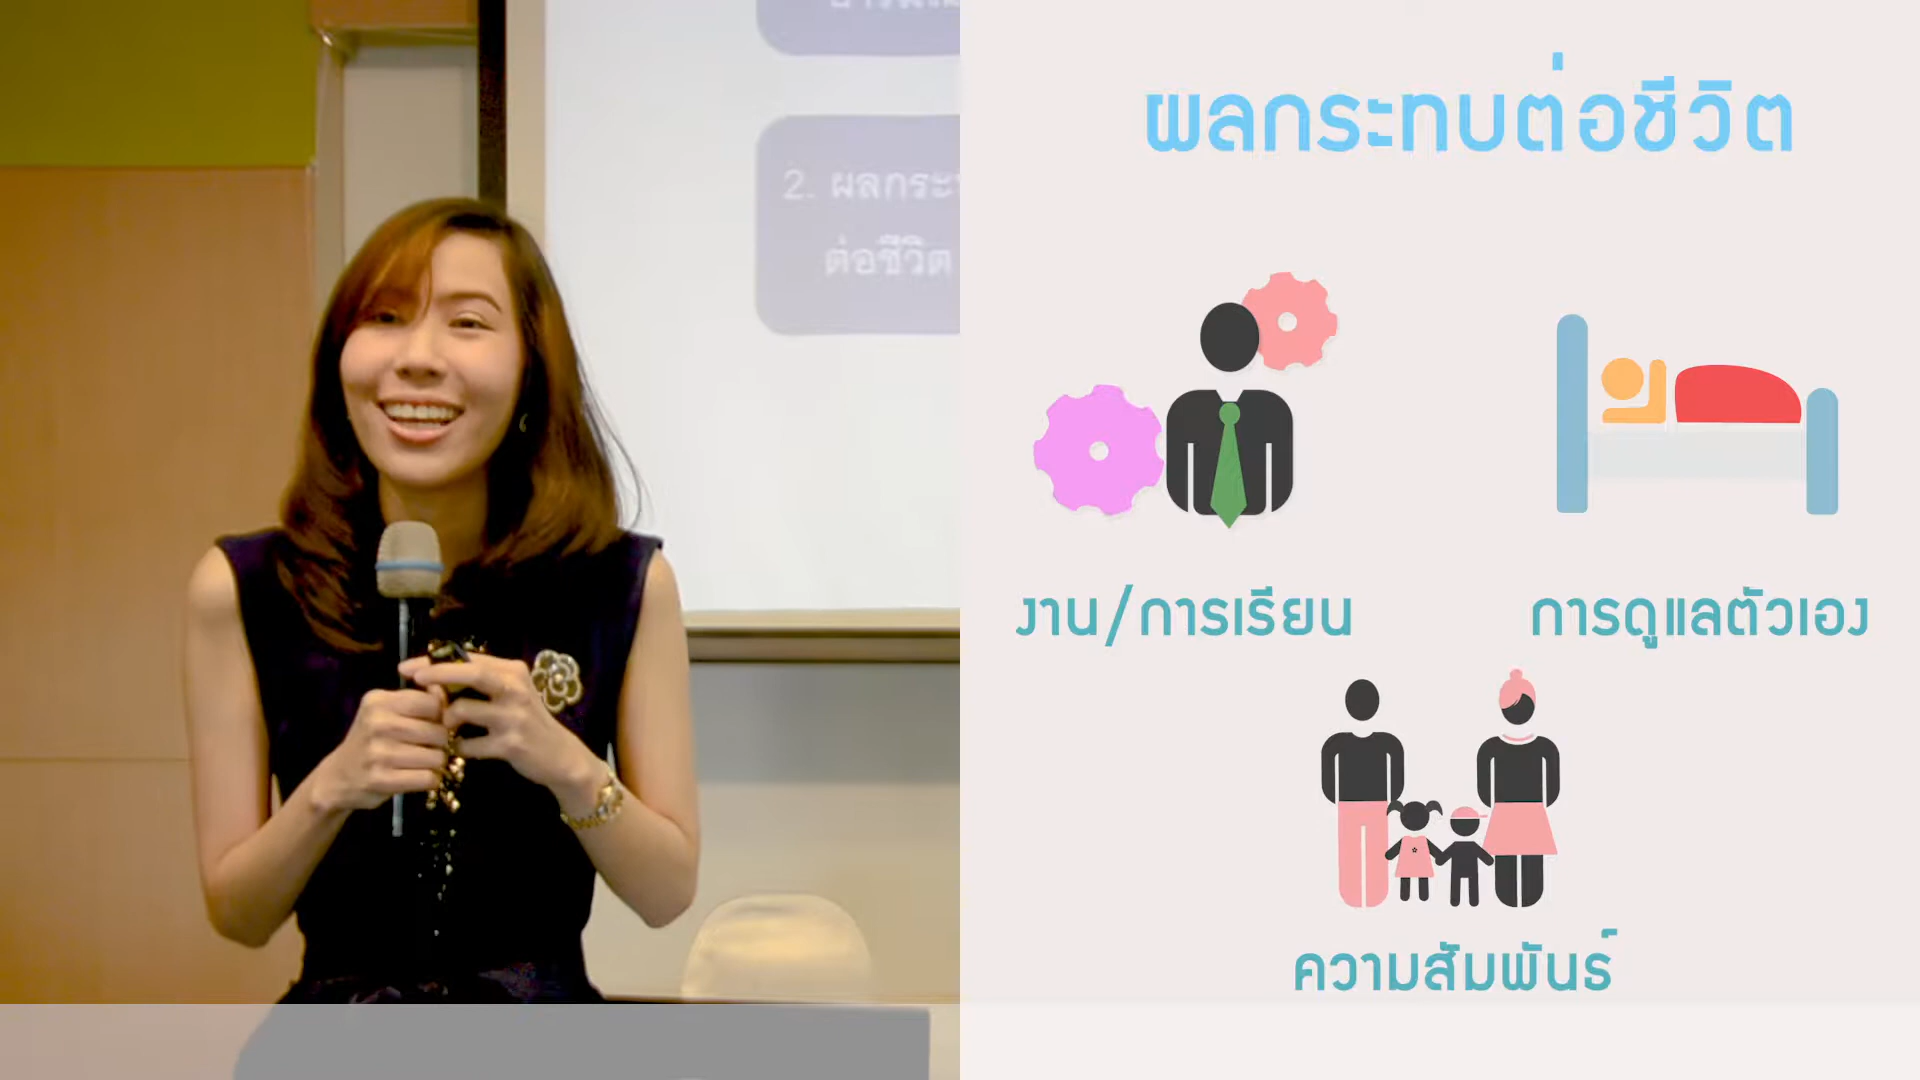 2. ผลกระ
ต่อชีวิต
ผลกระทบต่อชีวิต
งาน/การเรียน
การดูแลตัวเอง
ความสัมพันธ์